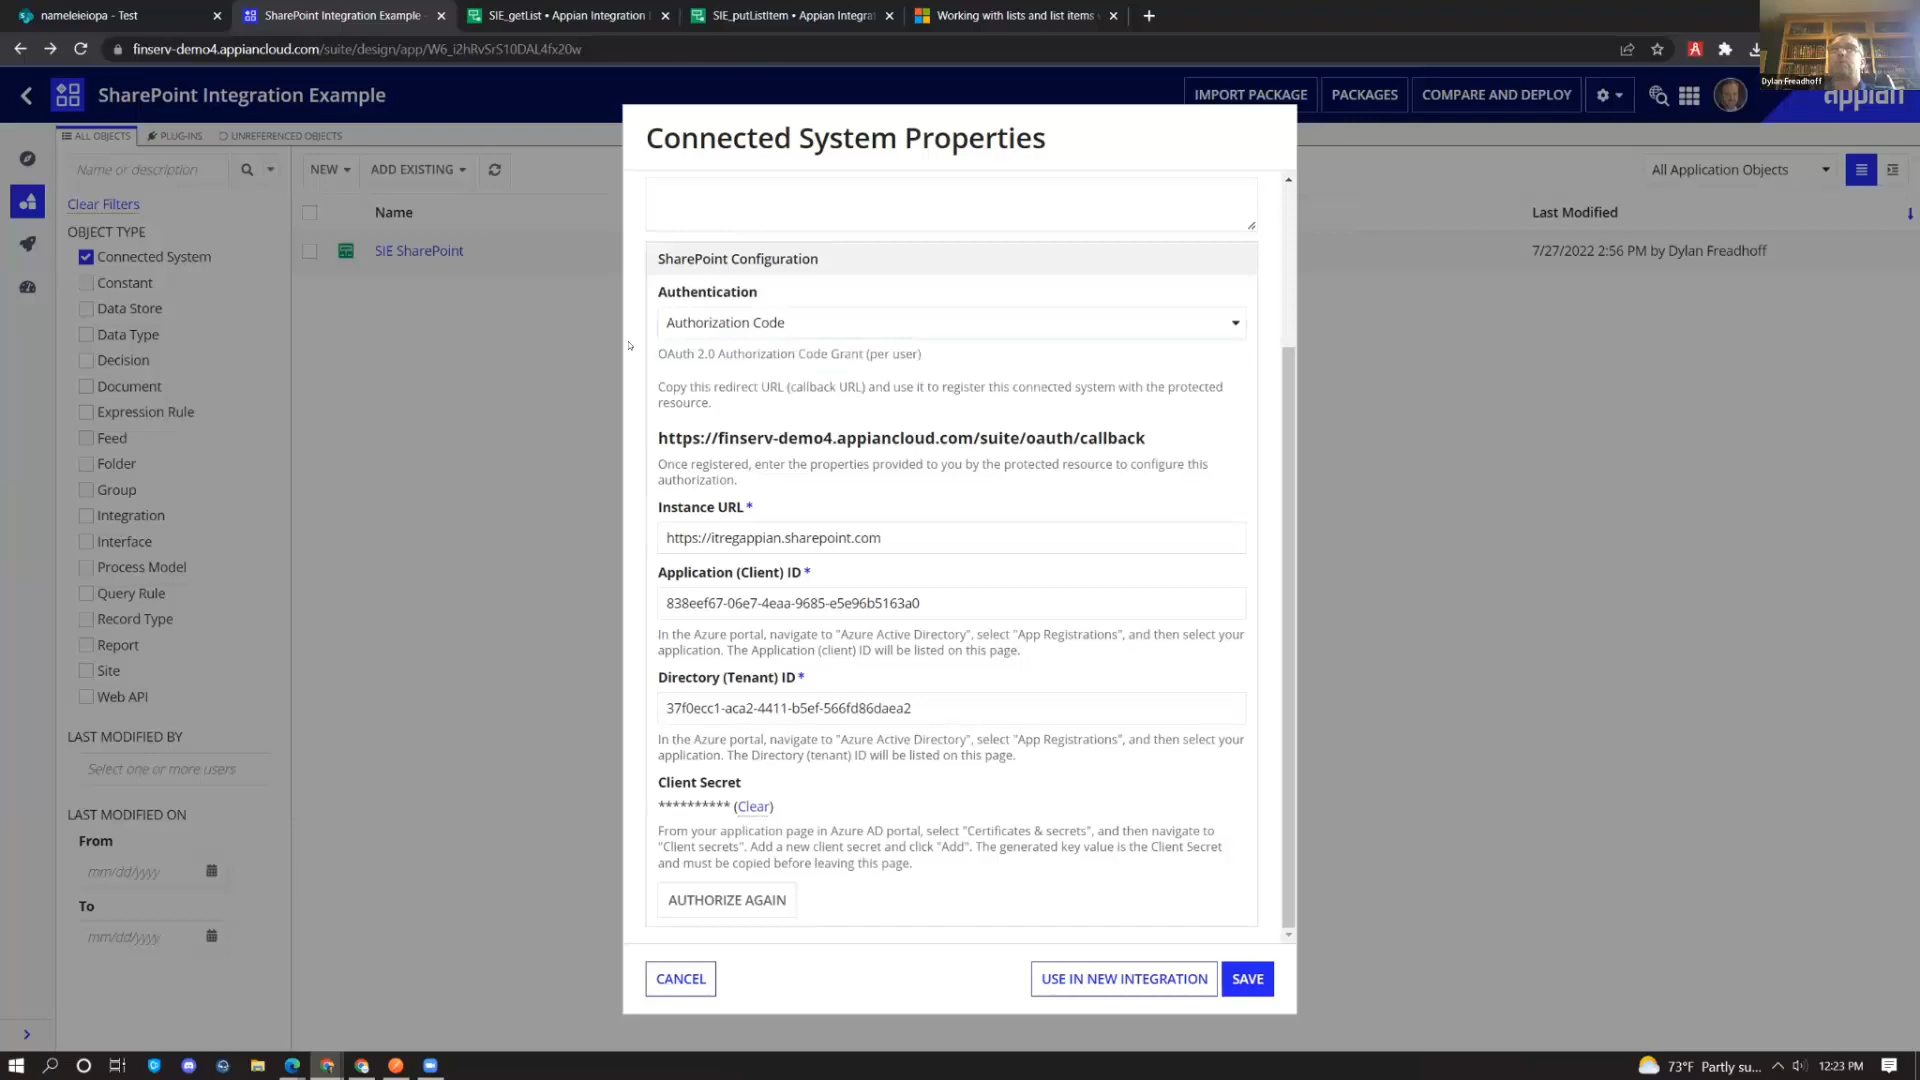 nameleieiopa - Test
SharePoint Integration Example -
SIE_getList • Appian Integration
SIE_putListItem • Appian Integra
Working with lists and list items
finserv-demo4.appiancloud.com/suite/design/app/W6_i2hRvSrS10DAL4fx20w
Dylan Freadhoff
SharePoint Integration Example
IMPORT PACKAGE
PACKAGES
COMPARE AND DEPLOY
appian
ALL OBJECTS
PLUG-INS
UNREFERENCED OBJECTS
Name or description
NEW
ADD EXISTING
All Application Objects
Clear Filters
Name
Last Modified
SIE SharePoint
7/27/2022 2:56 PM by Dylan Freadhoff
OBJECT TYPE
Connected System
Constant
Data Store
Data Type
Decision
Document
Expression Rule
Feed
Folder
Group
Integration
Interface
Process Model
Query Rule
Record Type
Report
Site
Web API
LAST MODIFIED BY
Select one or more users
LAST MODIFIED ON
From
mm/dd/yyyy
To
mm/dd/yyyy
Connected System Properties
SharePoint Configuration
Authentication
Authorization Code
OAuth 2.0 Authorization Code Grant (per user)
Copy this redirect URL (callback URL) and use it to register this connected system with the protected
resource.
https://finserv-demo4.appiancloud.com/suite/oauth/callback
Once registered, enter the properties provided to you by the protected resource to configure this
authorization.
Instance URL *
https://itregappian.sharepoint.com
Application (Client) ID *
838eef67-06e7-4eaa-9685-e5e96b5163a0
In the Azure portal, navigate to "Azure Active Directory", select "App Registrations", and then select your
application. The Application (client) ID will be listed on this page.
Directory (Tenant) ID *
37f0ecc1-aca2-4411-b5ef-566fd86daea2
In the Azure portal, navigate to "Azure Active Directory", select "App Registrations", and then select your
application. The Directory (tenant) ID will be listed on this page.
Client Secret
********** (Clear)
From your application page in Azure AD portal, select "Certificates & secrets", and then navigate to
"Client secrets". Add a new client secret and click "Add". The generated key value is the Client Secret
and must be copied before leaving this page.
AUTHORIZE AGAIN
CANCEL
USE IN NEW INTEGRATION
SAVE
73°F Partly su...
12:23 PM